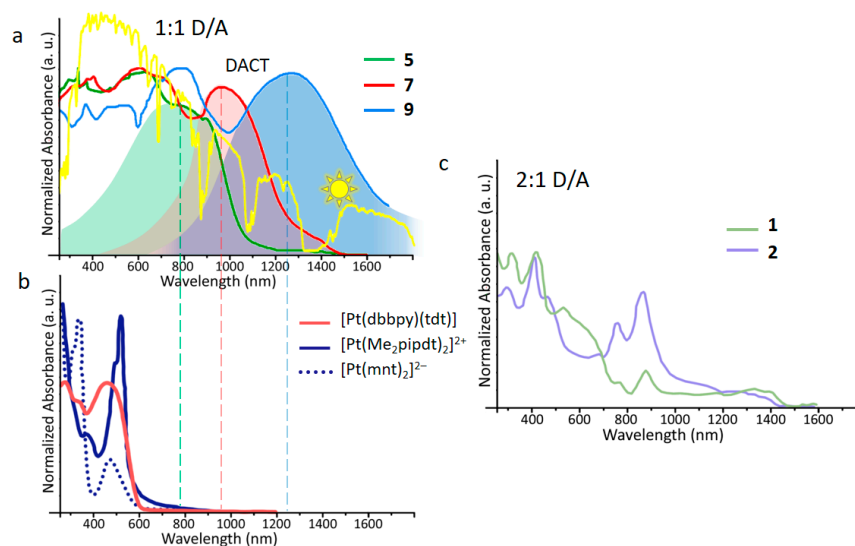 a
1:1 D/A
DACT
5
7
9
Normalized Absorbance (a. u.)
400 600 800 1000 1200 1400 1600
Wavelength (nm)
b
[Pt(dbbpy)(tdt)]
[Pt(Me₂pipdt)₂]²⁺
[Pt(mnt)₂]²⁻
Normalized Absorbance (a. u.)
400 600 800 1000 1200 1400 1600
Wavelength (nm)
c
2:1 D/A
1
2
Normalized Absorbance (a. u.)
400 600 800 1000 1200 1400 1600
Wavelength (nm)